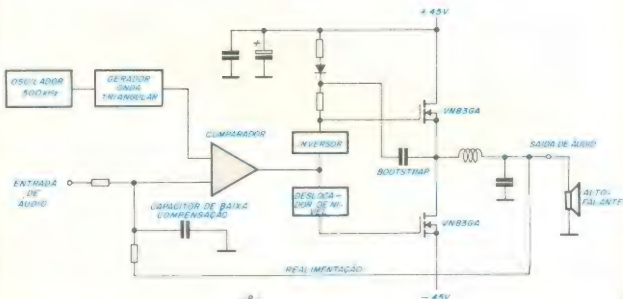 + 45V
OSCILADOR
500kHz
GERADOR
ONDA
TRIANGULAR
COMPARADOR
INVERSOR
VN83GA
BOOTSTRAP
SAÍDA DE ÁUDIO
ENTRADA
DE
ÁUDIO
CAPACITOR DE BAIXA
COMPENSAÇÃO
DESLOCA-
DOR DE NÍ-
VEL
VN83GA
ALTO-
FALANTE
REALIMENTAÇÃO
- 45V